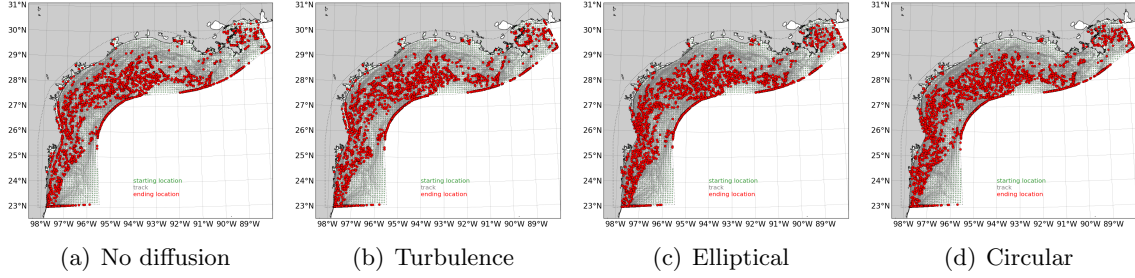 31°N
30°N
29°N
28°N
27°N
26°N
25°N
24°N
23°N
starting location
track
ending location
98°W 97°W 96°W 95°W 94°W 93°W 92°W 91°W 90°W 89°W
(a) No diffusion
31°N
30°N
29°N
28°N
27°N
26°N
25°N
24°N
23°N
starting location
track
ending location
98°W 97°W 96°W 95°W 94°W 93°W 92°W 91°W 90°W 89°W
(b) Turbulence
31°N
30°N
29°N
28°N
27°N
26°N
25°N
24°N
23°N
starting location
track
ending location
98°W 97°W 96°W 95°W 94°W 93°W 92°W 91°W 90°W 89°W
(c) Elliptical
31°N
30°N
29°N
28°N
27°N
26°N
25°N
24°N
23°N
starting location
track
ending location
98°W 97°W 96°W 95°W 94°W 93°W 92°W 91°W 90°W 89°W
(d) Circular